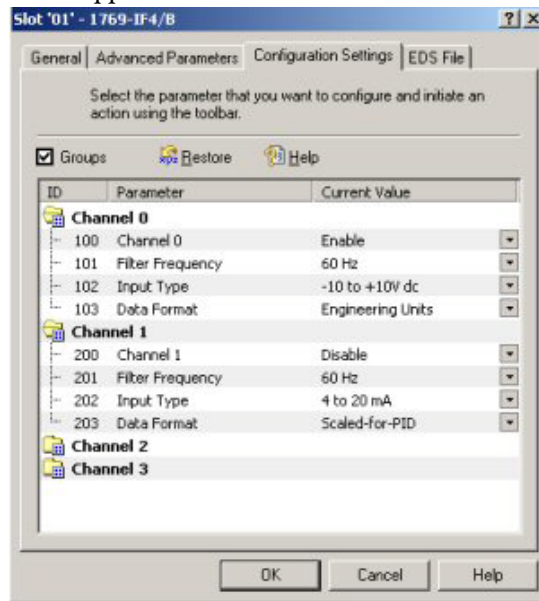 Slot '01' - 1769-IF4/B
General Advanced Parameters Configuration Settings EDS File
Select the parameter that you want to configure and initiate an
action using the toolbar.
Groups Restore Help
ID Parameter Current Value
Channel 0
100 Channel 0 Enable
101 Filter Frequency 60 Hz
102 Input Type -10 to +10V dc
103 Data Format Engineering Units
Channel 1
200 Channel 1 Disable
201 Filter Frequency 60 Hz
202 Input Type 4 to 20 mA
203 Data Format Scaled-for-PID
Channel 2
Channel 3
OK Cancel Help